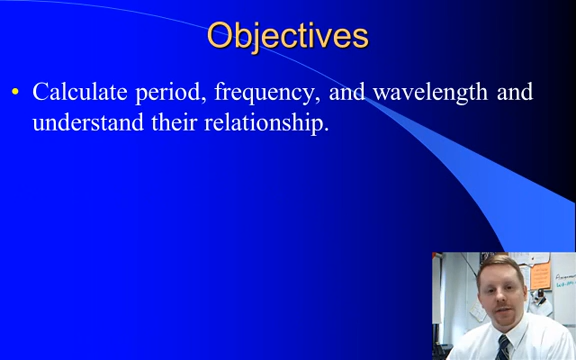 Objectives
• Calculate period, frequency, and wavelength and
understand their relationship.